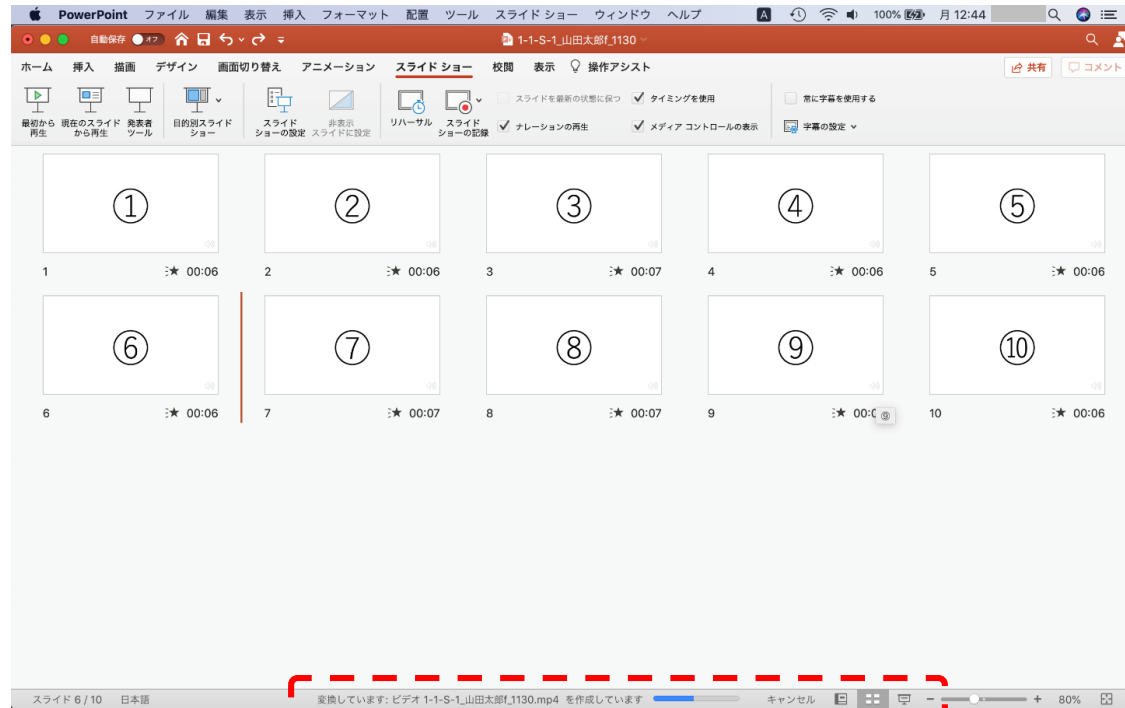 PowerPoint ファイル 編集 表示 挿入 フォーマット 配置 ツール スライド ショー ウィンドウ ヘルプ A 100% 月 12:44
自動保存 オフ 1-1-S-1_山田太郎f_1130
ホーム 挿入 描画 デザイン 画面切り替え アニメーション スライド ショー 校閲 表示 操作アシスト 共有 コメント
最初から
再生
現在のスライド
から再生
発表者
ツール
目的別スライド
ショー
スライド
ショーの設定
非表示
スライドに設定
リハーサル
スライド
ショーの記録
スライドを最新の状態に保つ
タイミングを使用
ナレーションの再生
メディア コントロールの表示
常に字幕を使用する
字幕の設定
① ② ③ ④ ⑤
1 00:06 2 00:06 3 00:07 4 00:06 5 00:06
⑥ ⑦ ⑧ ⑨ ⑩
6 00:06 7 00:07 8 00:07 9 00:0 ⑨ 10 00:06
スライド 6 / 10 日本語 変換しています: ビデオ 1-1-S-1_山田太郎f_1130.mp4 を作成しています キャンセル − + 80%